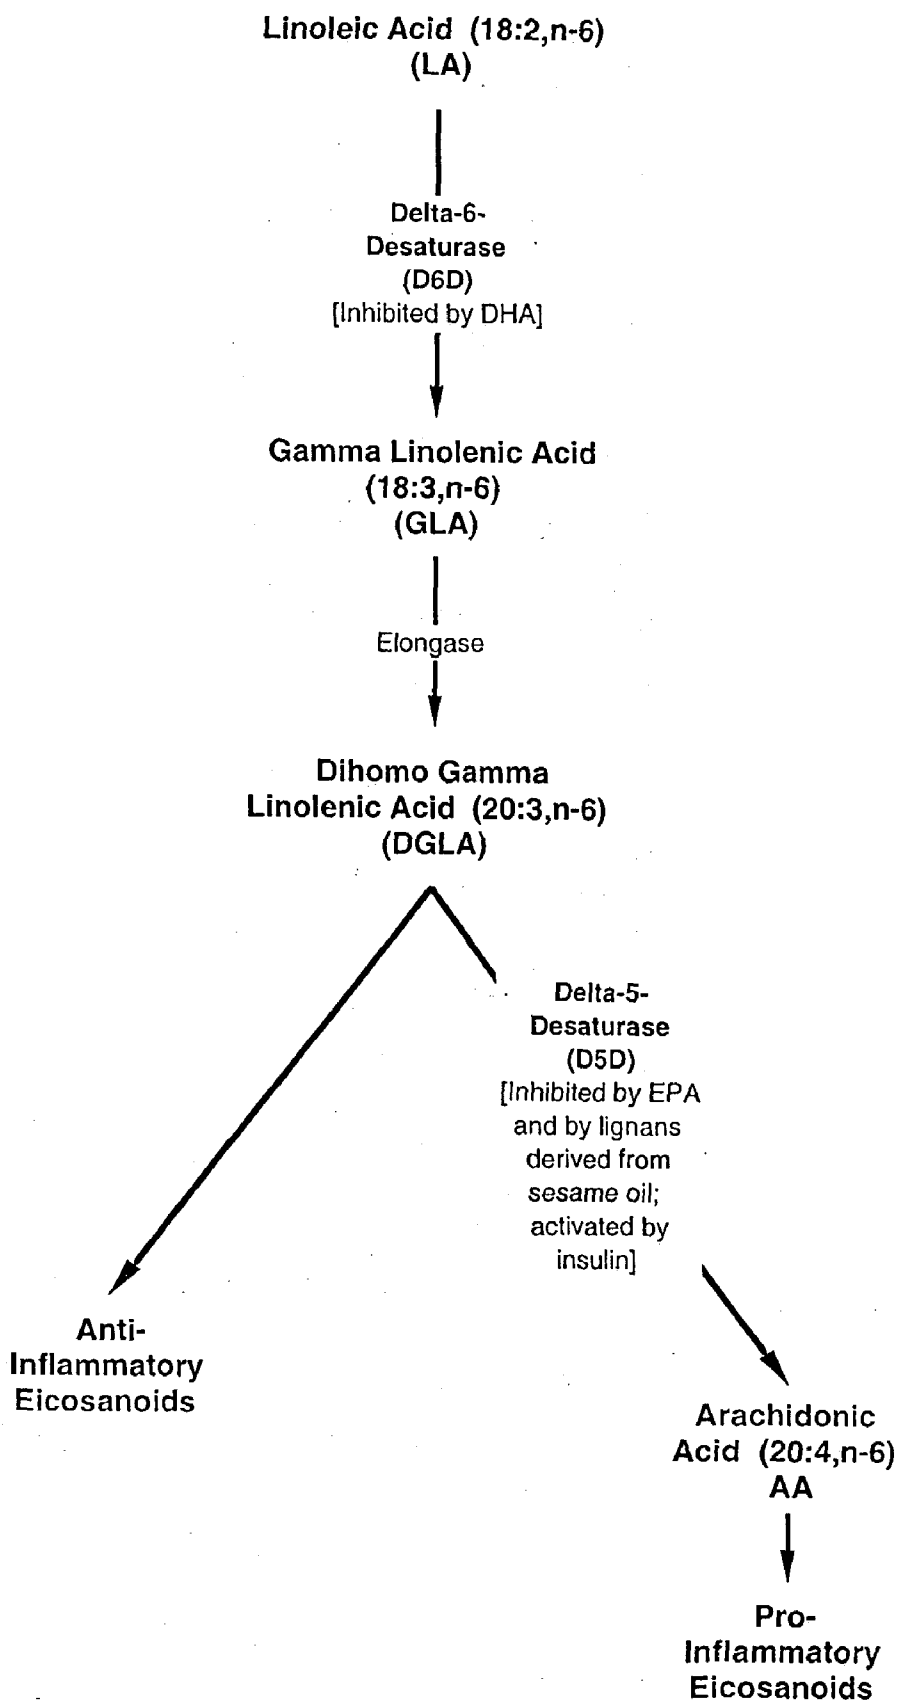 Linoleic Acid (18:2,n-6)
(LA)
Delta-6-
Desaturase
(D6D)
[Inhibited by DHA]
Gamma Linolenic Acid
(18:3,n-6)
(GLA)
Elongase
Dihomo Gamma
Linolenic Acid (20:3,n-6)
(DGLA)
Delta-5-
Desaturase
(D5D)
[Inhibited by EPA
and by lignans
derived from
sesame oil;
activated by
insulin]
Anti-
Inflammatory
Eicosanoids
Arachidonic
Acid (20:4,n-6)
AA
Pro-
Inflammatory
Eicosanoids